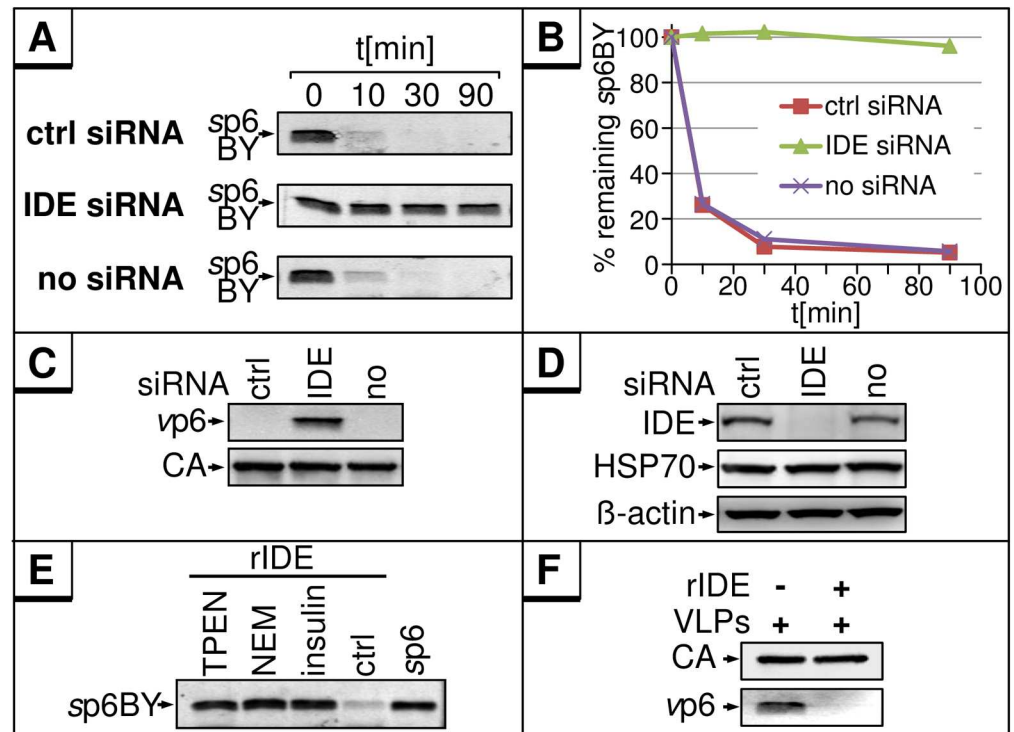 A
t[min]
0 10 30 90
ctrl siRNA sp6 BY
IDE siRNA sp6 BY
no siRNA sp6 BY
B
% remaining sp6BY
100
80
60
40
20
0
0 20 40 60 80 100
t[min]
ctrl siRNA
IDE siRNA
no siRNA
C
siRNA ctrl IDE no
vp6
CA
D
siRNA ctrl IDE no
IDE
HSP70
ß-actin
E
rIDE
TPEN NEM insulin ctrl sp6
sp6BY
F
rIDE - +
VLPs + +
CA
vp6